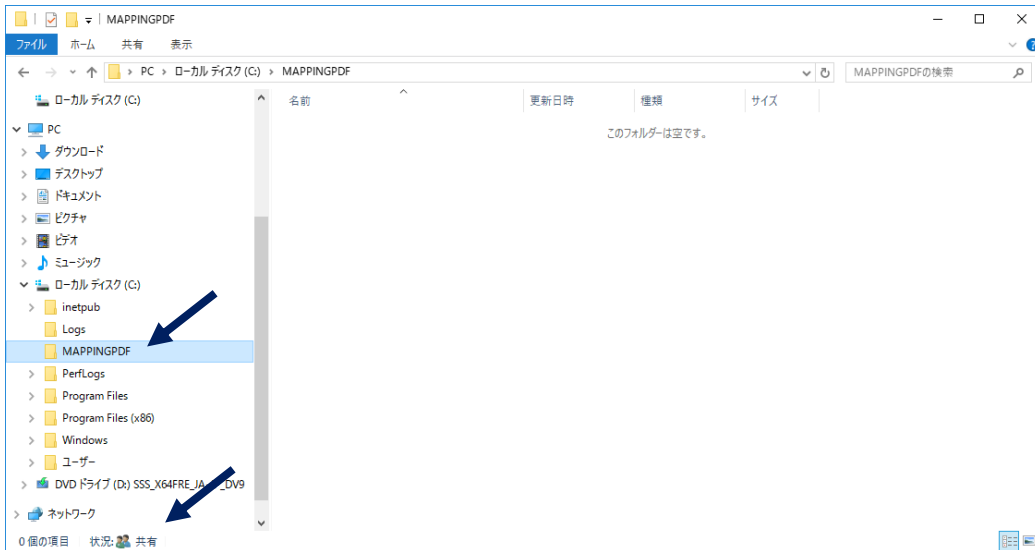 MAPPINGPDF
ファイル ホーム 共有 表示
PC › ローカル ディスク (C:) › MAPPINGPDF
MAPPINGPDFの検索
名前 更新日時 種類 サイズ
このフォルダーは空です。
ローカル ディスク (C:)
PC
ダウンロード
デスクトップ
ドキュメント
ピクチャ
ビデオ
ミュージック
ローカル ディスク (C:)
inetpub
Logs
MAPPINGPDF
PerfLogs
Program Files
Program Files (x86)
Windows
ユーザー
DVD ドライブ (D:) SSS_X64FRE_JA DV9
ネットワーク
0 個の項目 状況: 共有